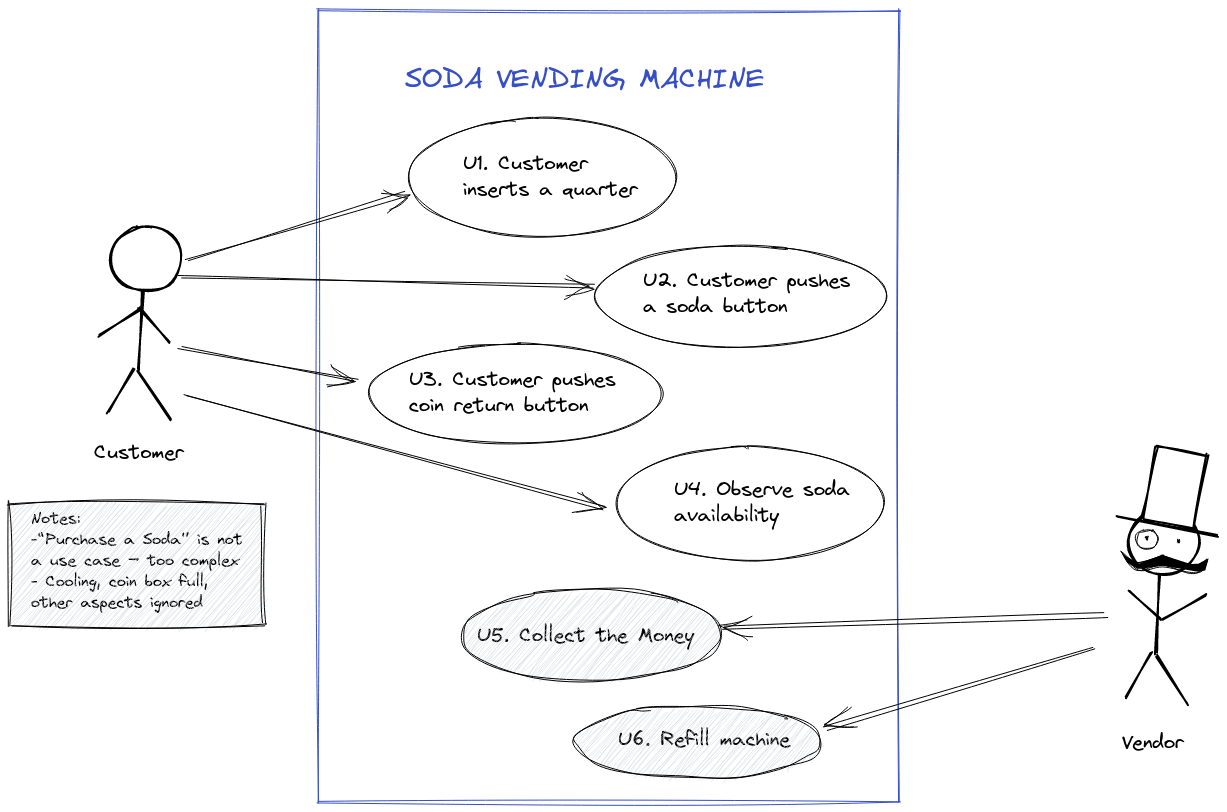 SODA VENDING MACHINE
U1. Customer
inserts a quarter
U2. Customer pushes
a soda button
U3. Customer pushes
coin return button
Customer
U4. Observe soda
availability
Notes:
-"Purchase a Soda" is not
a use case - too complex
- Cooling, coin box full,
other aspects ignored
U5. Collect the Money
U6. Refill machine
Vendor